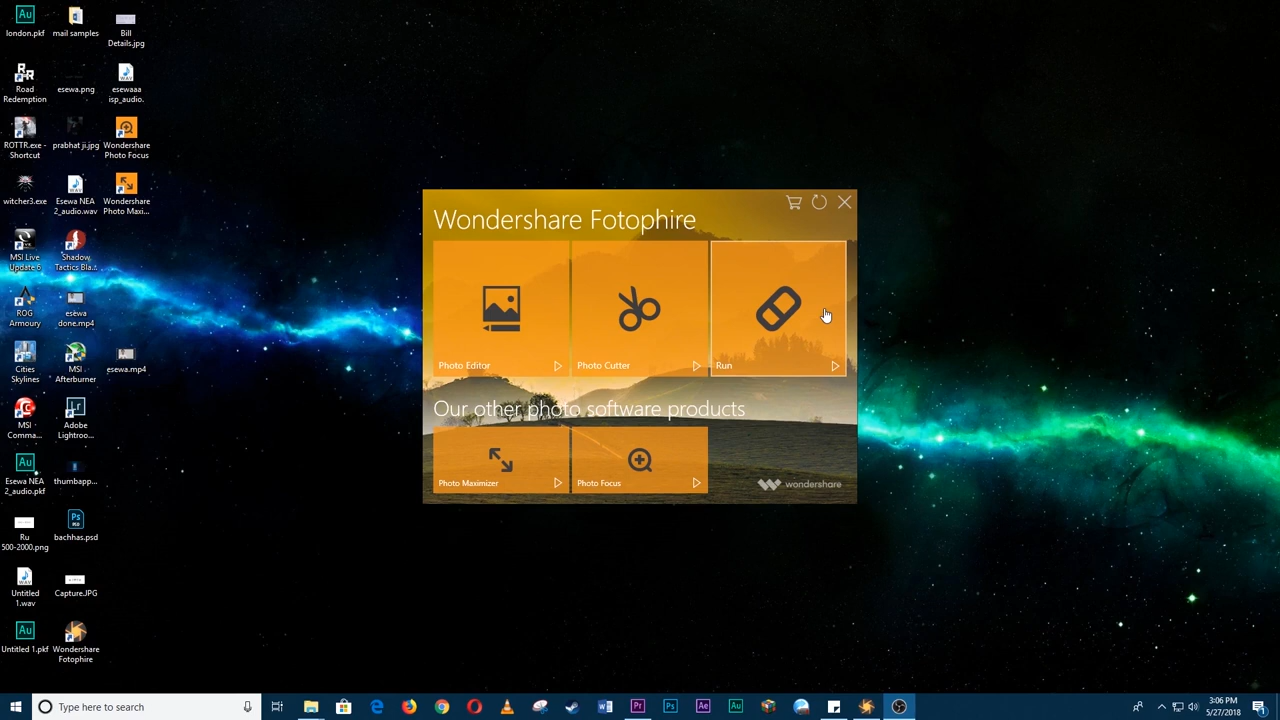 london.pkf
mail samples
Bill
Details.jpg
Road
Redemption
esewa.png
esewaaa
isp_audio.
ROTTR.exe -
Shortcut
prabhat ji.jpg
Wondershare
Photo Focus
witcher3.exe
Esewa NEA
2_audio.wav
Wondershare
Photo Maxi...
MSI Live
Update 6
Shadow
Tactics Bla...
ROG
Armoury
esewa
done.mp4
Cities
Skylines
MSI
Afterburner
esewa.mp4
MSI
Comma...
Adobe
Lightroo...
Esewa NEA
2_audio.pkf
thumbapp...
Ru
500-2000.png
bachhas.psd
Untitled
1.wav
Capture.JPG
Untitled 1.pkf
Wondershare
Fotophire
Wondershare Fotophire
Photo Editor
Photo Cutter
Run
Our other photo software products
Photo Maximizer
Photo Focus
wondershare
Type here to search
3:06 PM
5/27/2018